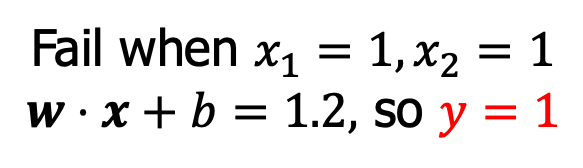 Fail when x₁ = 1, x₂ = 1
w · x + b = 1.2, so y = 1